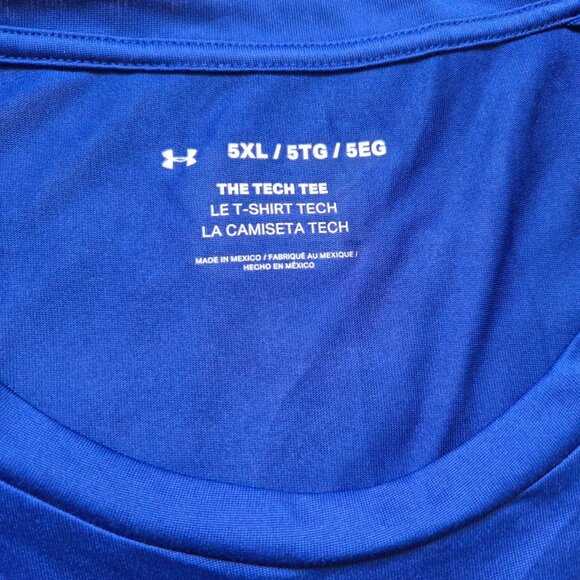 5XL / 5TG / 5EG
THE TECH TEE
LE T-SHIRT TECH
LA CAMISETA TECH
MADE IN MEXICO / FABRIQUÉ AU MEXIQUE /
HECHO EN MÉXICO